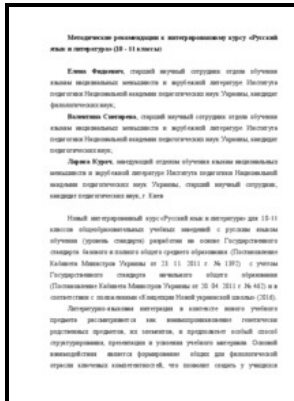 Методические рекомендации к интегрированному курсу «Русский
язык и литература» (10 - 11 классы)
Елена Фидкевич, старший научный сотрудник отдела обучения
языкам национальных меньшинств и зарубежной литературе Института
педагогики Национальной академии педагогических наук Украины, кандидат
филологических наук;
Валентина Снегирева, старший научный сотрудник отдела обучения
языкам национальных меньшинств и зарубежной литературе Института
педагогики Национальной академии педагогических наук Украины, кандидат
педагогических наук;
Лариса Курач, заведующий отделом обучения языкам национальных
меньшинств и зарубежной литературе Института педагогики Национальной
академии педагогических наук Украины, старший научный сотрудник,
кандидат педагогических наук, г. Киев
Новый интегрированный курс «Русский язык и литература» для 10-11
классов общеобразовательных учебных заведений с русским языком
обучения (уровень стандарта) разработан на основе Государственного
стандарта базового и полного общего среднего образования (Постановление
Кабинета Министров Украины от 23. 11. 2011 г. № 1392) с учетом
Государственного стандарта начального общего образования
(Постановление Кабинета Министров от 20. 04. 2011 г. № 462) и в
соответствии с положениями «Концепции Новой украинской школы» (2016).
Литературно-языковая интеграция в контексте нового учебного
предмета рассматривается как взаимопроникновение генетически
родственных предметов, их элементов, и предполагает особый способ
структурирования, презентации и усвоения учебного материала. Основой
взаимодействия является формирование общих для филологической
отрасли ключевых компетентностей, что позволяет создать у учащихся